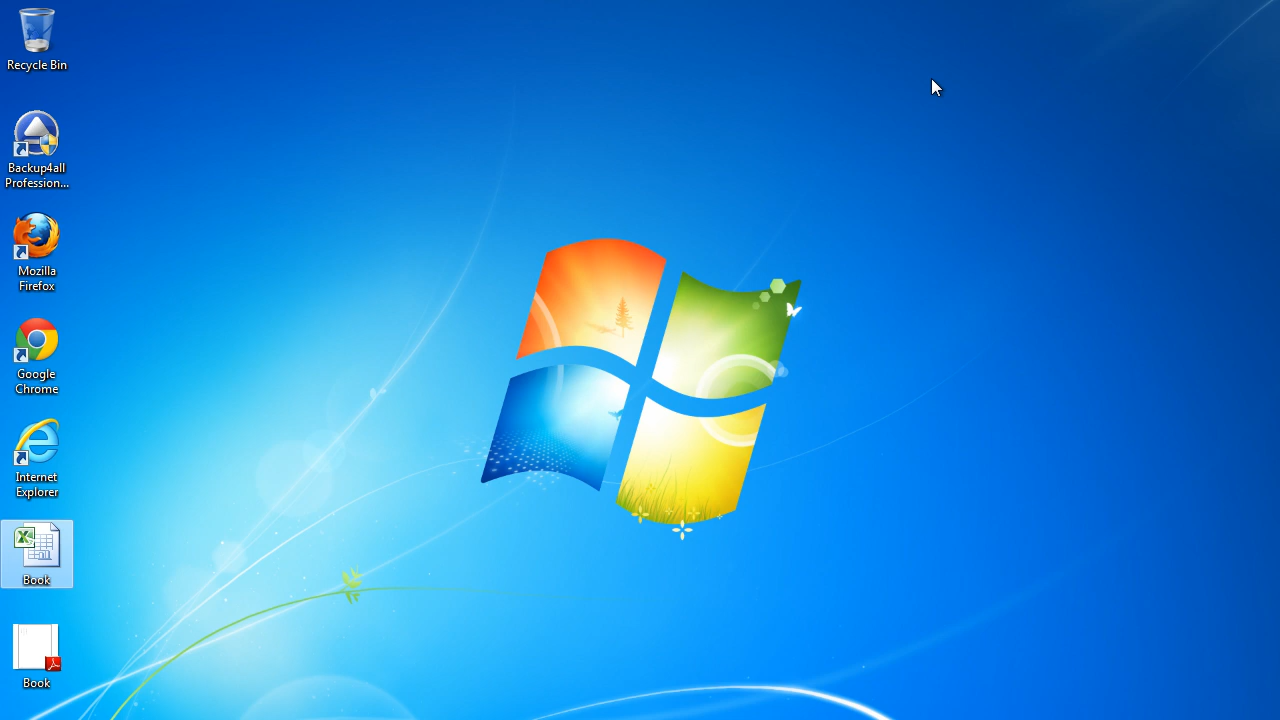 Recycle Bin
Backup4all
Profession...
Mozilla
Firefox
Google
Chrome
Internet
Explorer
Book
Book